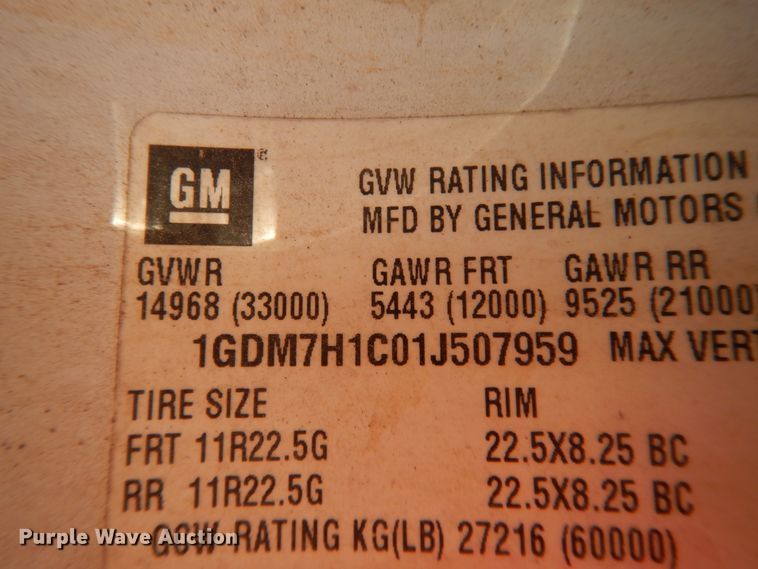 GM
GVW RATING INFORMATION
MFD BY GENERAL MOTORS
GVWR GAWR FRT GAWR RR
14968 (33000) 5443 (12000) 9525 (21000)
1GDM7H1C01J507959 MAX VERT
TIRE SIZE RIM
FRT 11R22.5G 22.5X8.25 BC
RR 11R22.5G 22.5X8.25 BC
GCW-RATING KG(LB) 27216 (60000)
Purple Wave Auction